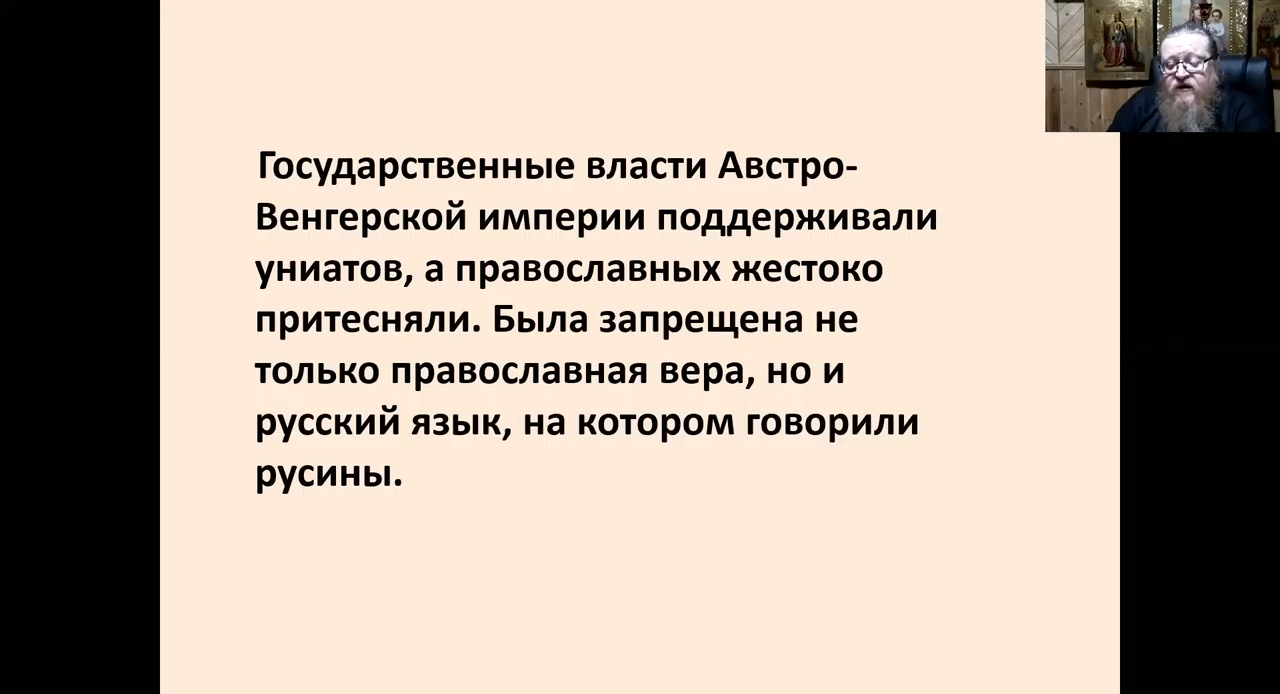 Государственные власти Австро-
Венгерской империи поддерживали
униатов, а православных жестоко
притесняли. Была запрещена не
только православная вера, но и
русский язык, на котором говорили
русины.